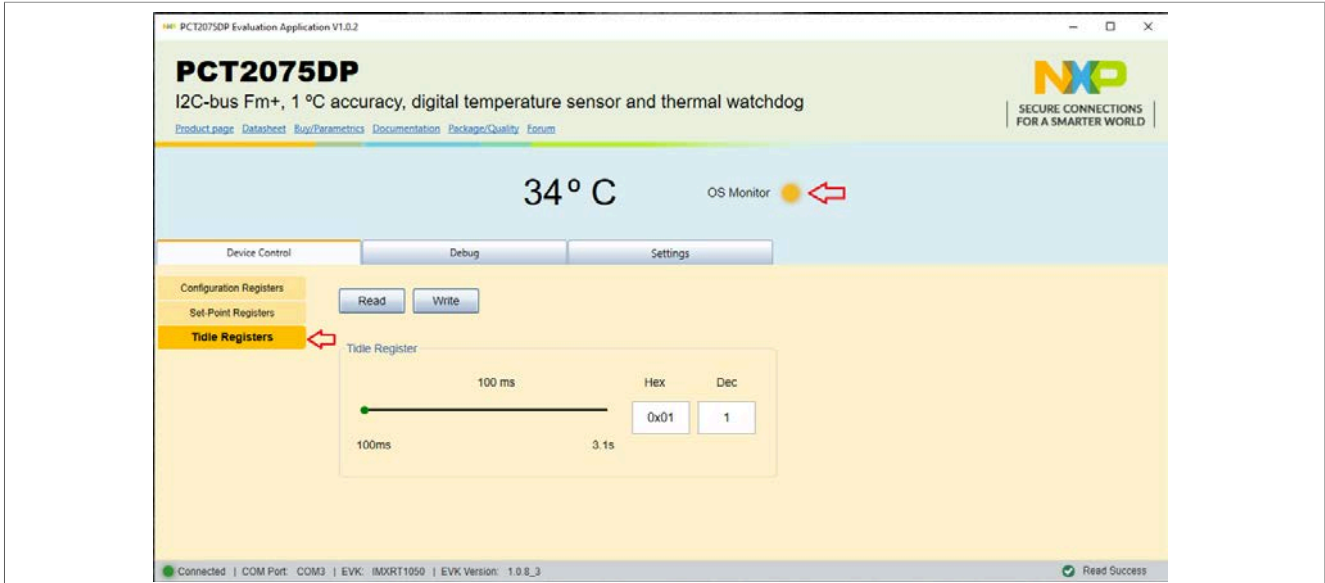 PCT2075DP Evaluation Application V1.0.2
PCT2075DP
I2C-bus Fm+, 1 ºC accuracy, digital temperature sensor and thermal watchdog
Product page Datasheet Buy/Parametrics Documentation Package/Quality Forum
NXP
SECURE CONNECTIONS
FOR A SMARTER WORLD
34º C
OS Monitor
Device Control Debug Settings
Configuration Registers
Set-Point Registers
Tidle Registers
Read Write
Tidle Register
100 ms Hex Dec
0x01 1
100ms 3.1s
Connected | COM Port: COM3 | EVK: IMXRT1050 | EVK Version: 1.0.8_3
Read Success